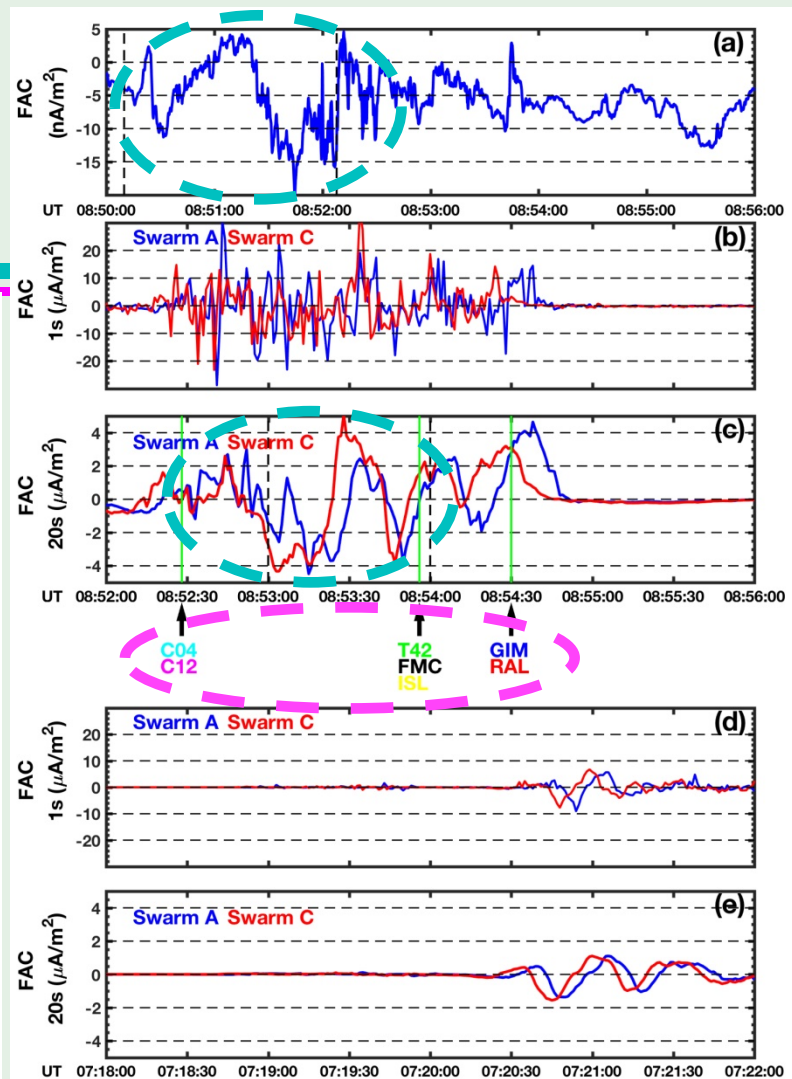 (a)
FAC
(nA/m²)
5
0
-5
-10
-15
UT 08:50:00 08:51:00 08:52:00 08:53:00 08:54:00 08:55:00 08:56:00
Swarm A Swarm C (b)
FAC
1s (μA/m²)
20
10
0
-10
-20
Swarm A Swarm C (c)
FAC
20s (μA/m²)
4
2
0
-2
-4
UT 08:52:00 08:52:30 08:53:00 08:53:30 08:54:00 08:54:30 08:55:00 08:55:30 08:56:00
C04 T42 GIM
C12 FMC RAL
ISL
Swarm A Swarm C (d)
FAC
1s (μA/m²)
20
10
0
-10
-20
Swarm A Swarm C (e)
FAC
20s (μA/m²)
4
2
0
-2
-4
UT 07:18:00 07:18:30 07:19:00 07:19:30 07:20:00 07:20:30 07:21:00 07:21:30 07:22:00